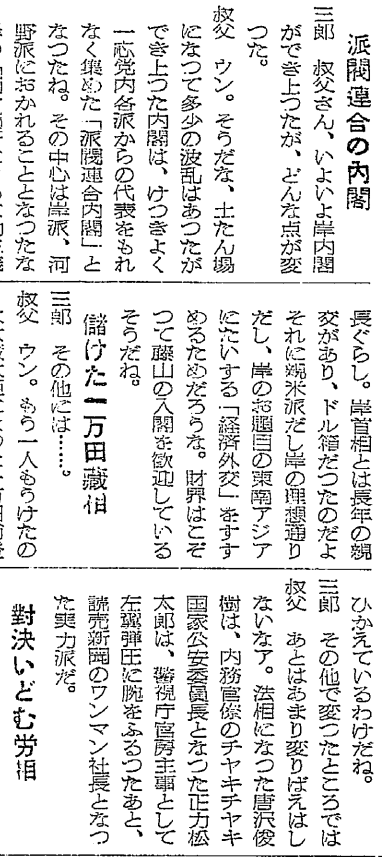 派閥連合の内閣
三郎　叔父さん、いよいよ岸内閣
ができ上つたが、どんな点が変
つた。
叔父　ウン。そうだな、土たん場
になつて多少の波乱はあつたが
でき上つた内閣は、けつきよく
一応党内各派からの代表をもれ
なく集めた「派閥連合内閣」と
なつたね。その中心は岸派、河
野派におかれることとなつたな
長ぐらし。岸首相とは長年の親
交があり、ドル箱だつたのだよ
それに親米派だし岸の理想通り
だし、岸のお題目の東南アジア
にたいする「経済外交」をすす
めるためだろうな。財界はこぞ
つて藤山の入閣を歓迎している
そうだね。
儲けた一万田蔵相
三郎　その他には……。
叔父　ウン。もう一人もうけたの
ひかえているわけだね。
三郎　その他で変つたところでは
叔父　あとはあまり変りばえはし
ないなァ。法相になつた唐沢俊
樹は、内務官僚のチヤキチヤキ
国家公安委員長となつた正力松
太郎は、警視庁官房主事として
左翼弾圧に腕をふるつたあと、
読売新聞のワンマン社長となつ
た実力派だ。
対決いどむ労相